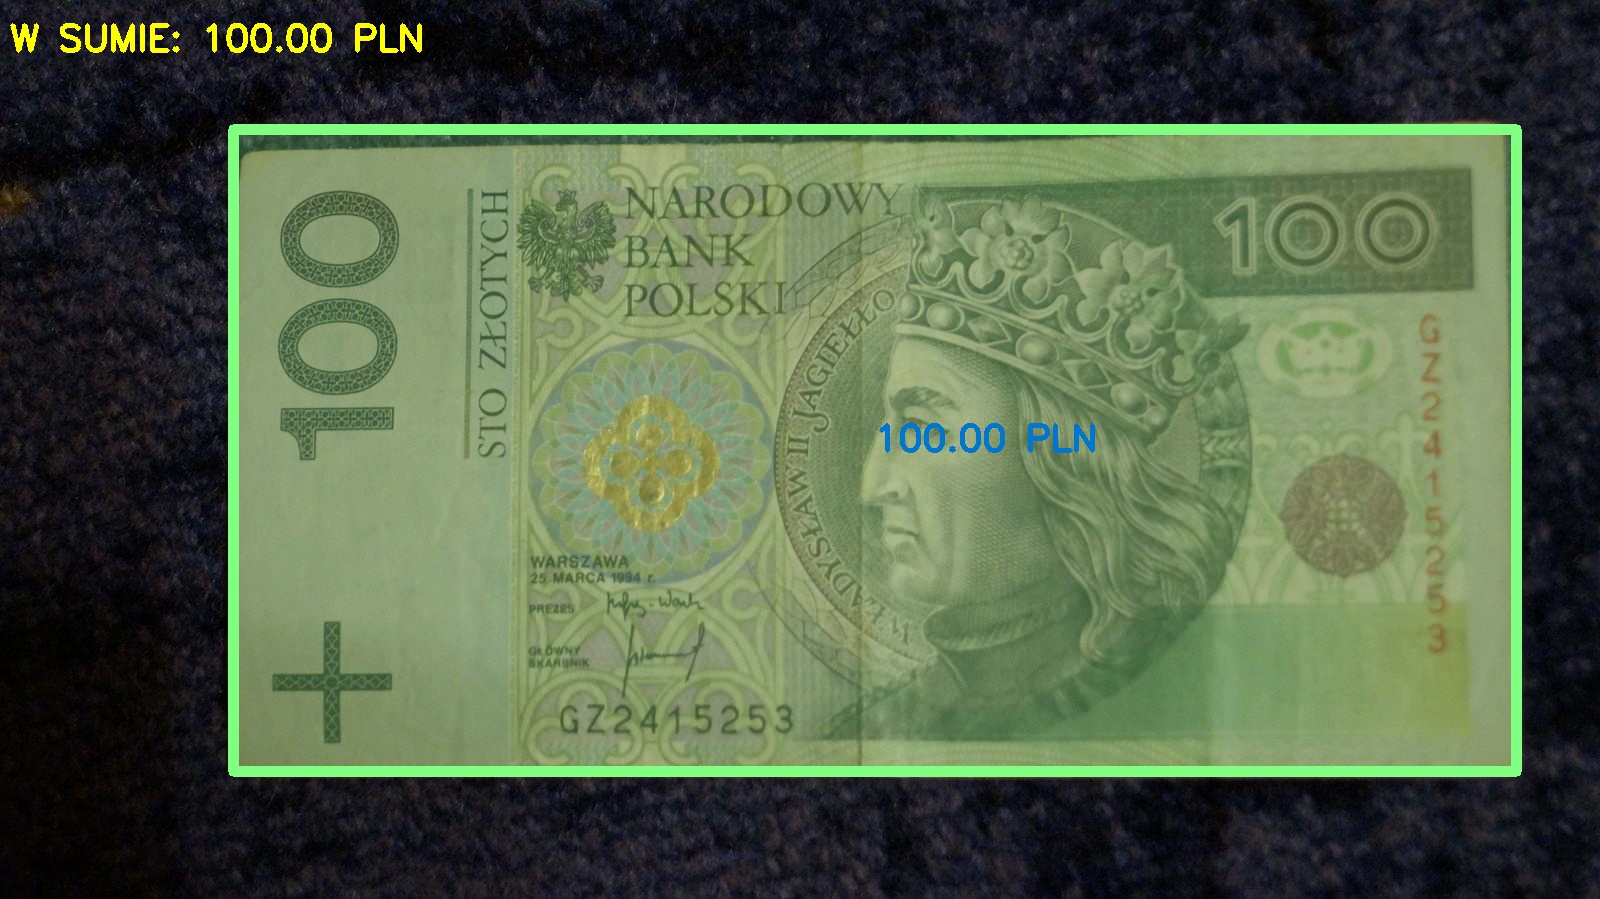 W SUMIE: 100.00 PLN
100
STO ZŁOTYCH
NARODOWY
BANK
POLSKI
100
WŁADYSŁAW II JAGIEŁŁO
100.00 PLN
GZ2415253
WARSZAWA
25 MARCA 1994 r.
PREZES
GŁÓWNY
SKARBNIK
GZ2415253